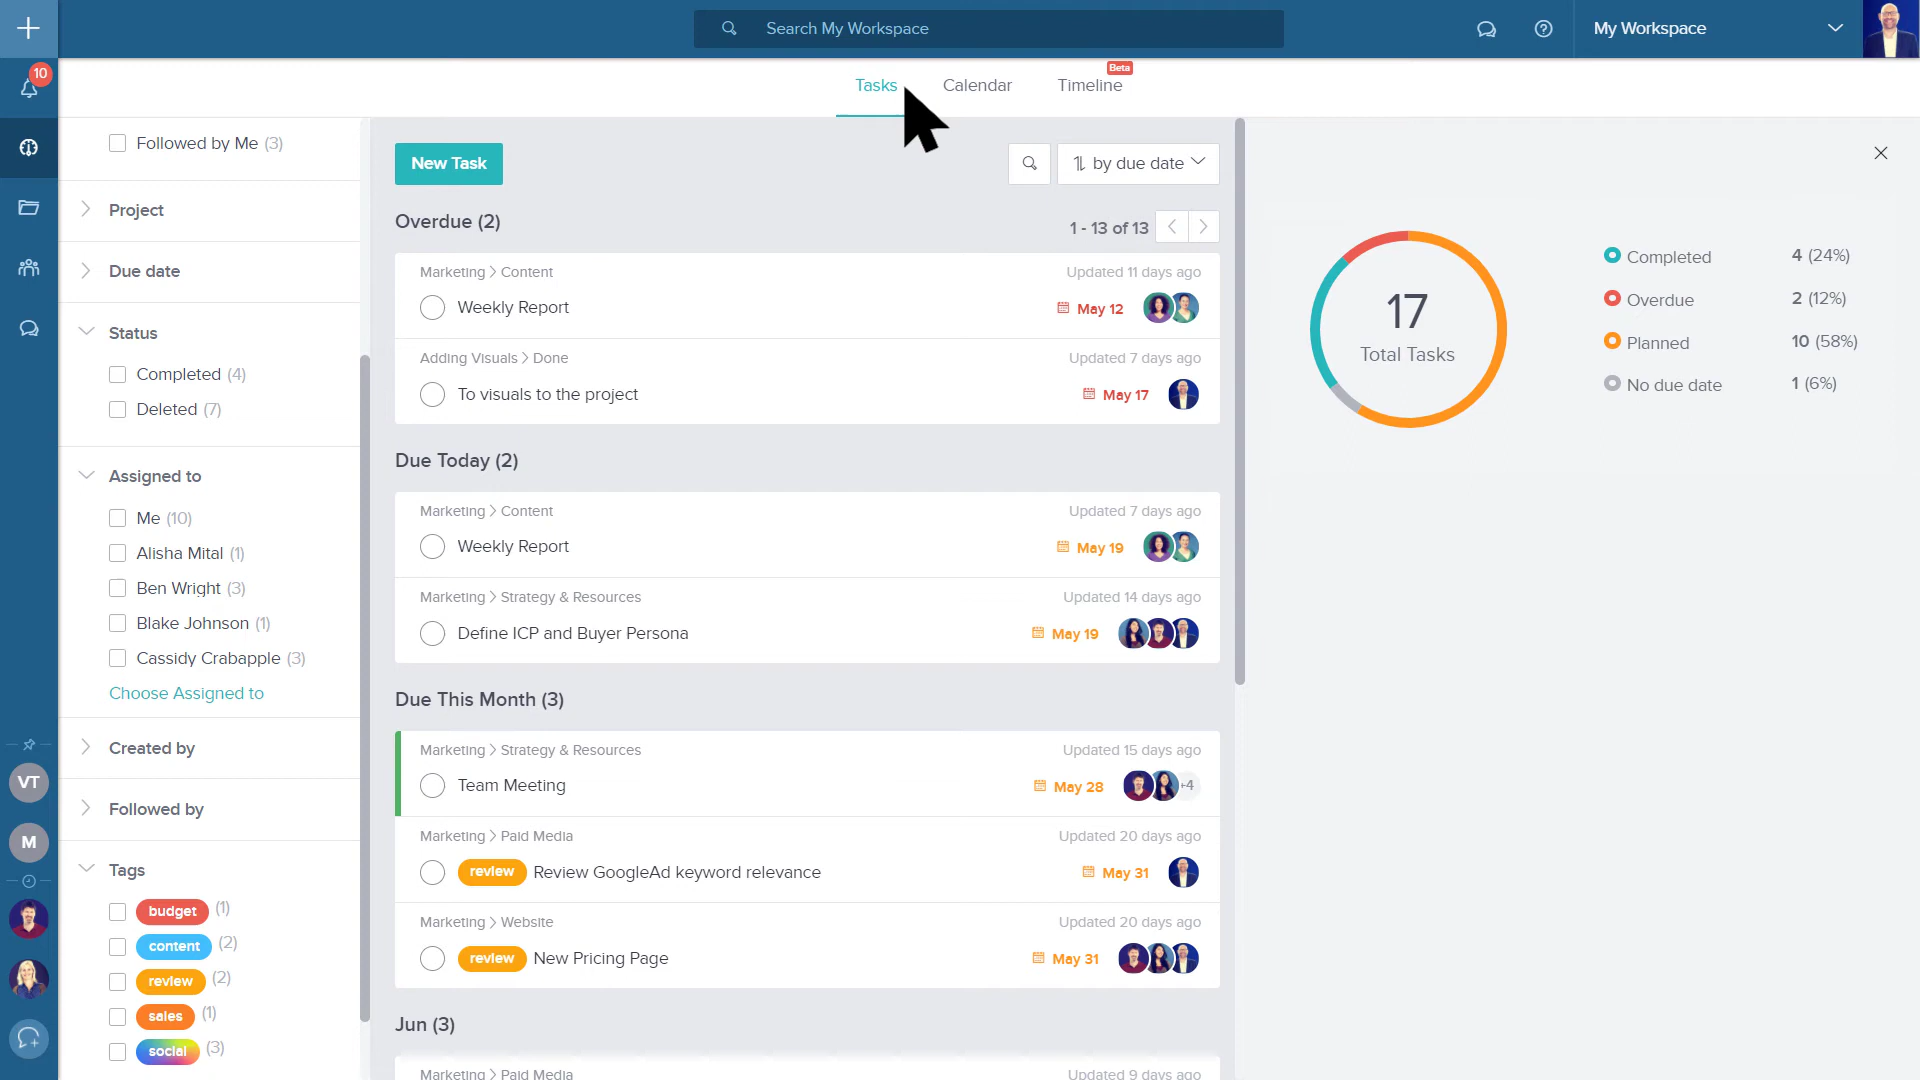 Search My Workspace
My Workspace
10
Tasks
Calendar
Timeline
Beta
Followed by Me (3)
Project
Due date
Status
Completed (4)
Deleted (7)
Assigned to
Me (10)
Alisha Mital (1)
Ben Wright (3)
Blake Johnson (1)
Cassidy Crabapple (3)
Choose Assigned to
Created by
Followed by
Tags
budget (1)
content (2)
review (2)
sales (1)
social (3)
VT
M
New Task
by due date
Overdue (2)
1 - 13 of 13
Marketing > Content
Updated 11 days ago
Weekly Report
May 12
Adding Visuals > Done
Updated 7 days ago
To visuals to the project
May 17
Due Today (2)
Marketing > Content
Updated 7 days ago
Weekly Report
May 19
Marketing > Strategy & Resources
Updated 14 days ago
Define ICP and Buyer Persona
May 19
Due This Month (3)
Marketing > Strategy & Resources
Updated 15 days ago
Team Meeting
May 28
+4
Marketing > Paid Media
Updated 20 days ago
review Review GoogleAd keyword relevance
May 31
Marketing > Website
Updated 20 days ago
review New Pricing Page
May 31
Jun (3)
Marketing > Paid Media
Updated 9 days ago
17
Total Tasks
Completed 4 (24%)
Overdue 2 (12%)
Planned 10 (58%)
No due date 1 (6%)